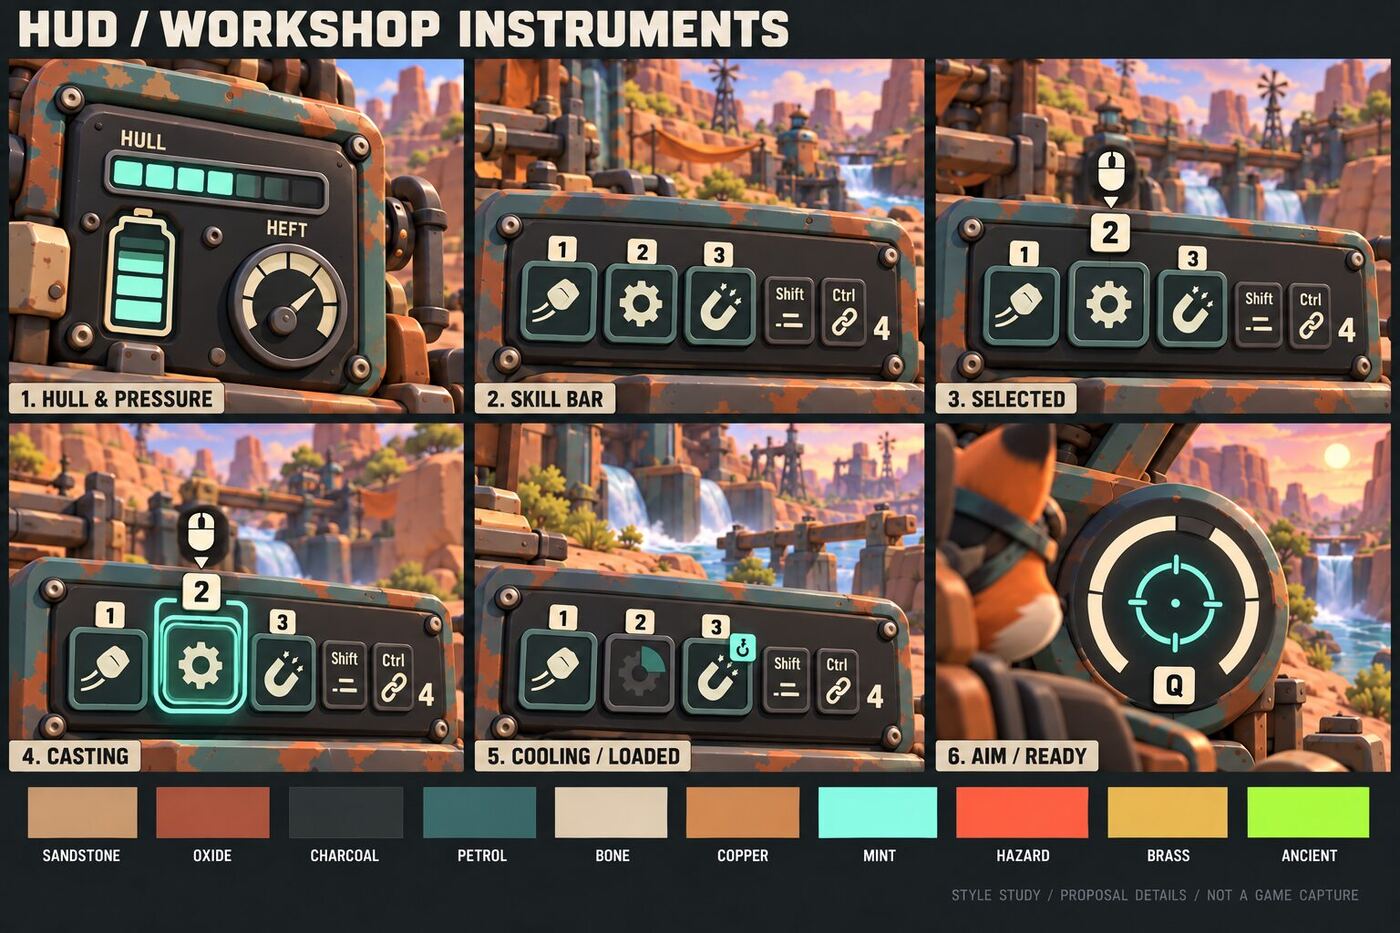 HUD / WORKSHOP INSTRUMENTS
HULL
HEFT
1. HULL & PRESSURE
1
2
3
Shift
Ctrl
4
2. SKILL BAR
1
2
3
Shift
Ctrl
4
3. SELECTED
1
2
3
Shift
Ctrl
4
4. CASTING
1
2
3
Shift
Ctrl
4
5. COOLING / LOADED
Q
6. AIM / READY
SANDSTONE
OXIDE
CHARCOAL
PETROL
BONE
COPPER
MINT
HAZARD
BRASS
ANCIENT
STYLE STUDY / PROPOSAL DETAILS / NOT A GAME CAPTURE